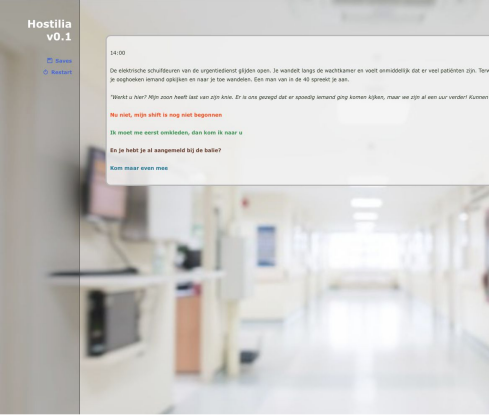 Hostilia
v0.1
Saves
Restart
14:00
De elektrische schuifdeuren van de urgentiedienst glijden open. Je wandelt langs de wachtkamer en voelt onmiddellijk dat er veel patiënten zijn. Terw
je ooghoeken iemand opkijken en naar je toe wandelen. Een man van in de 40 spreekt je aan.
"Werkt u hier? Mijn zoon heeft last van zijn knie. Er is ons gezegd dat er spoedig iemand ging komen kijken, maar we zijn al een uur verder! Kunnen
Nu niet, mijn shift is nog niet begonnen
Ik moet me eerst omkleden, dan kom ik naar u
En je hebt je al aangemeld bij de balie?
Kom maar even mee